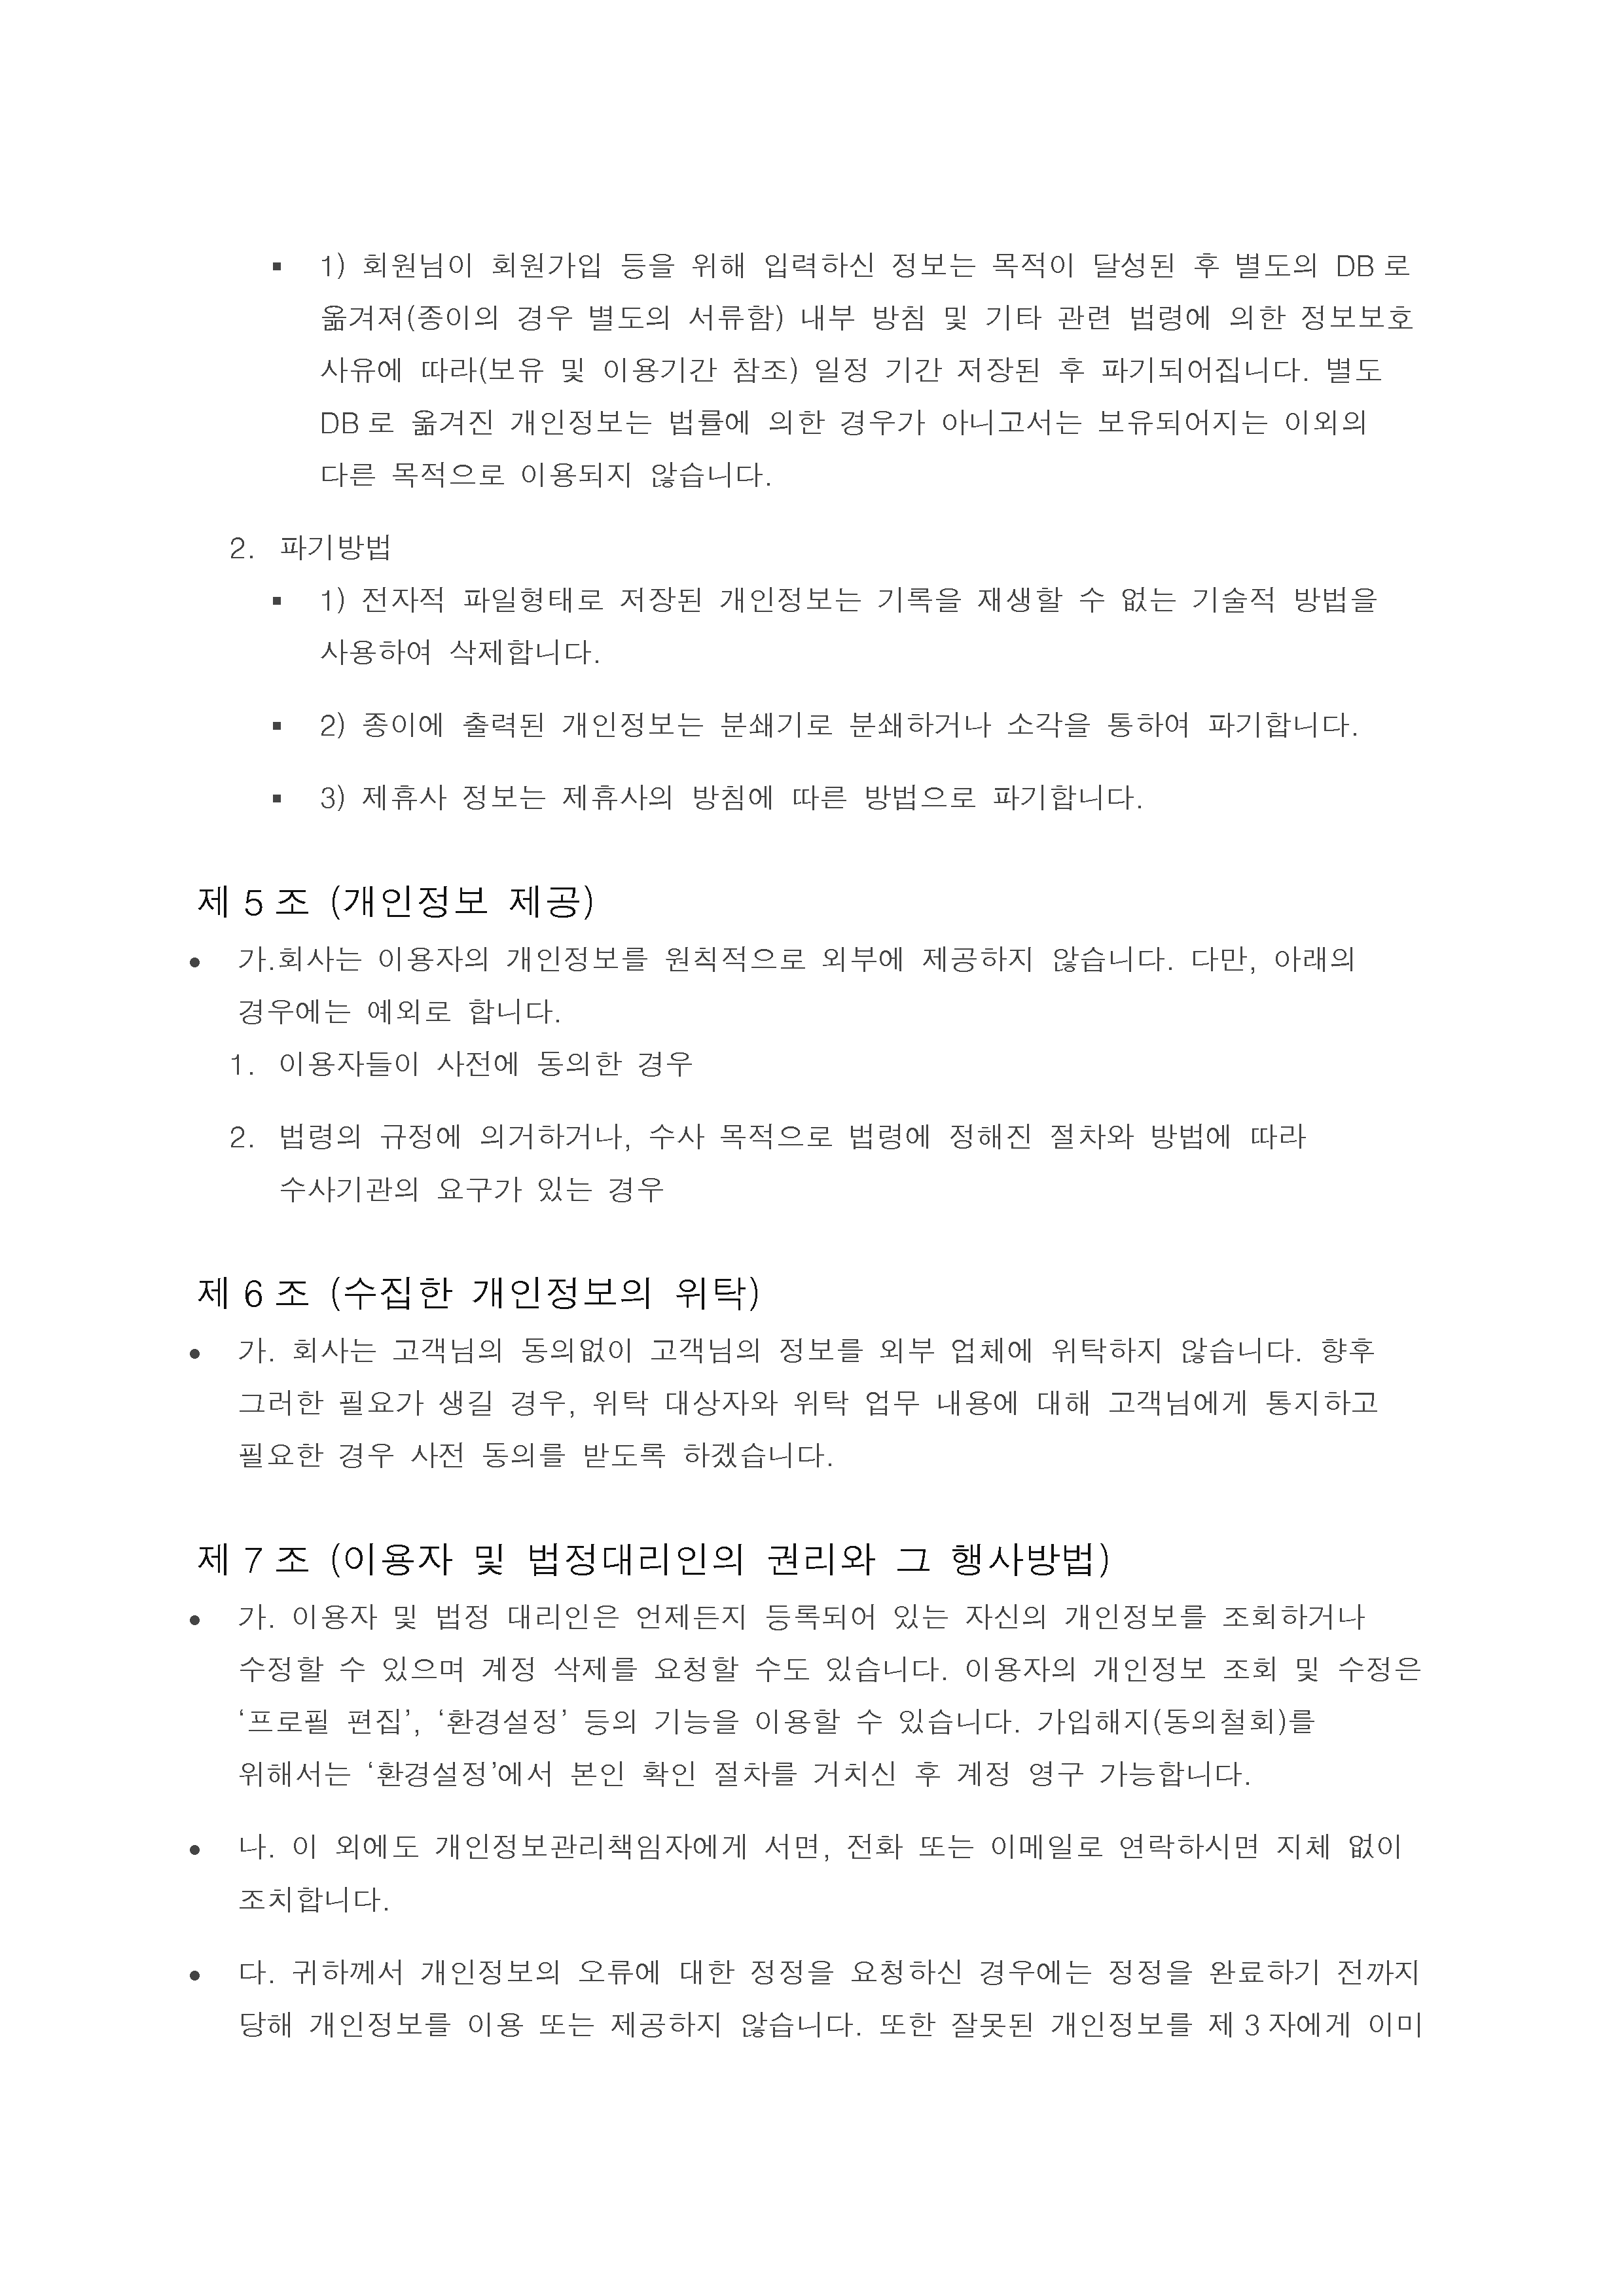 ▪ 1) 회원님이 회원가입 등을 위해 입력하신 정보는 목적이 달성된 후 별도의 DB로
옮겨져(종이의 경우 별도의 서류함) 내부 방침 및 기타 관련 법령에 의한 정보보호
사유에 따라(보유 및 이용기간 참조) 일정 기간 저장된 후 파기되어집니다. 별도
DB로 옮겨진 개인정보는 법률에 의한 경우가 아니고서는 보유되어지는 이외의
다른 목적으로 이용되지 않습니다.
2. 파기방법
▪ 1) 전자적 파일형태로 저장된 개인정보는 기록을 재생할 수 없는 기술적 방법을
사용하여 삭제합니다.
▪ 2) 종이에 출력된 개인정보는 분쇄기로 분쇄하거나 소각을 통하여 파기합니다.
▪ 3) 제휴사 정보는 제휴사의 방침에 따른 방법으로 파기합니다.
제 5 조 (개인정보 제공)
• 가.회사는 이용자의 개인정보를 원칙적으로 외부에 제공하지 않습니다. 다만, 아래의
경우에는 예외로 합니다.
1. 이용자들이 사전에 동의한 경우
2. 법령의 규정에 의거하거나, 수사 목적으로 법령에 정해진 절차와 방법에 따라
수사기관의 요구가 있는 경우
제 6 조 (수집한 개인정보의 위탁)
• 가. 회사는 고객님의 동의없이 고객님의 정보를 외부 업체에 위탁하지 않습니다. 향후
그러한 필요가 생길 경우, 위탁 대상자와 위탁 업무 내용에 대해 고객님에게 통지하고
필요한 경우 사전 동의를 받도록 하겠습니다.
제 7 조 (이용자 및 법정대리인의 권리와 그 행사방법)
• 가. 이용자 및 법정 대리인은 언제든지 등록되어 있는 자신의 개인정보를 조회하거나
수정할 수 있으며 계정 삭제를 요청할 수도 있습니다. 이용자의 개인정보 조회 및 수정은
‘프로필 편집’, ‘환경설정’ 등의 기능을 이용할 수 있습니다. 가입해지(동의철회)를
위해서는 ‘환경설정’에서 본인 확인 절차를 거치신 후 계정 영구 가능합니다.
• 나. 이 외에도 개인정보관리책임자에게 서면, 전화 또는 이메일로 연락하시면 지체 없이
조치합니다.
• 다. 귀하께서 개인정보의 오류에 대한 정정을 요청하신 경우에는 정정을 완료하기 전까지
당해 개인정보를 이용 또는 제공하지 않습니다. 또한 잘못된 개인정보를 제 3 자에게 이미